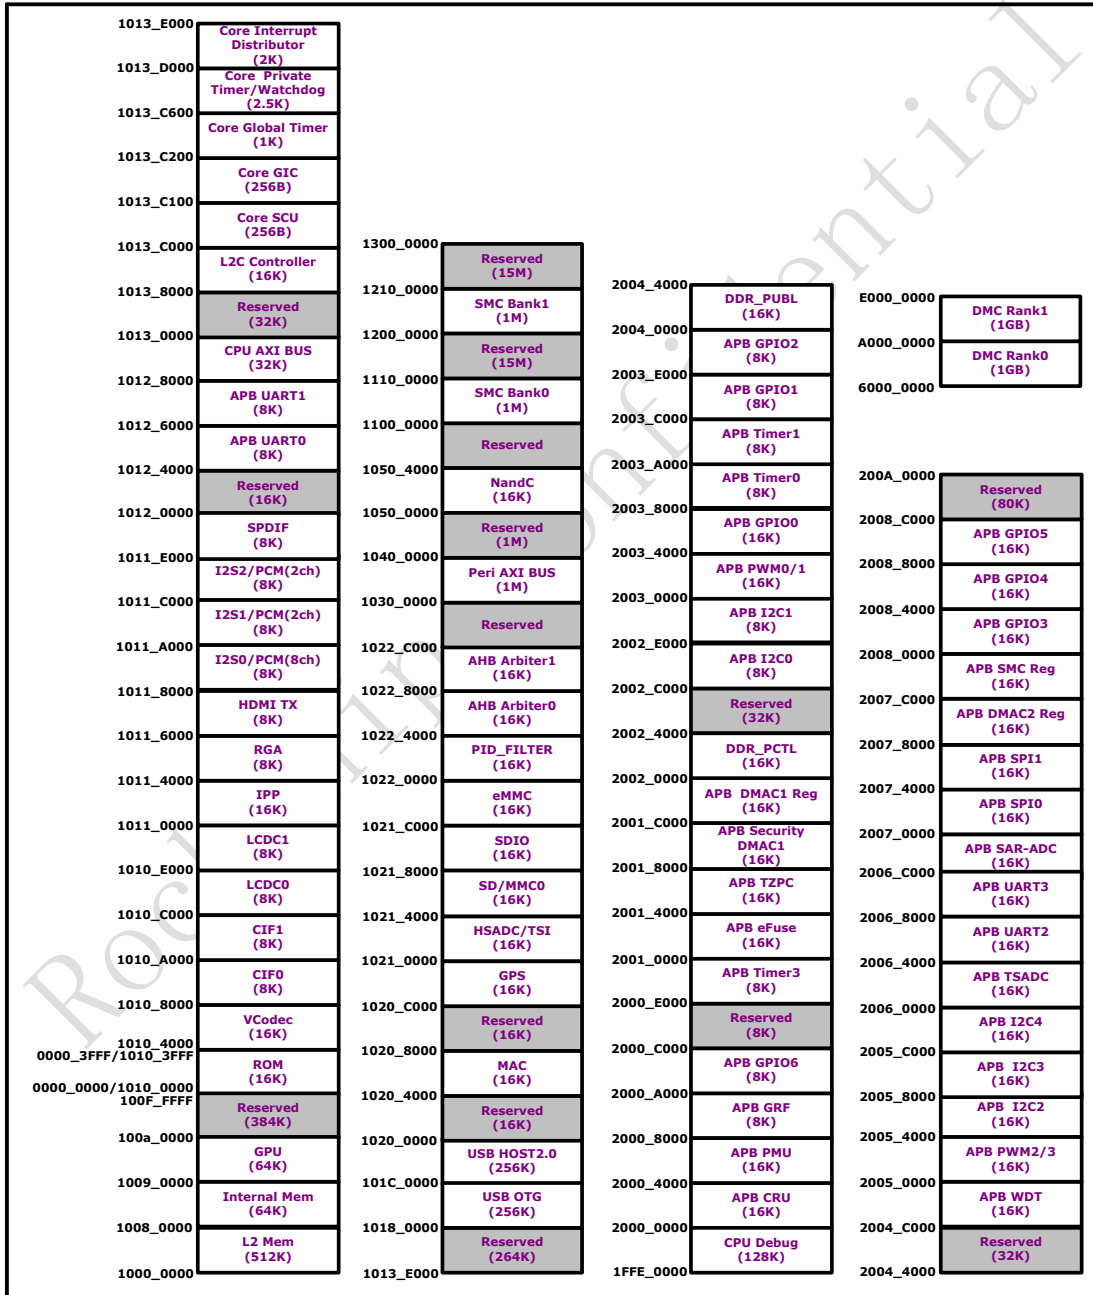 1013_E000
Core Interrupt
Distributor
(2K)
1013_D000
Core Private
Timer/Watchdog
(2.5K)
1013_C600
Core Global Timer
(1K)
1013_C200
Core GIC
(256B)
1013_C100
Core SCU
(256B)
1013_C000
L2C Controller
(16K)
1013_8000
Reserved
(32K)
1013_0000
CPU AXI BUS
(32K)
1012_8000
APB UART1
(8K)
1012_6000
APB UART0
(8K)
1012_4000
Reserved
(16K)
1012_0000
SPDIF
(8K)
1011_E000
I2S2/PCM(2ch)
(8K)
1011_C000
I2S1/PCM(2ch)
(8K)
1011_A000
I2S0/PCM(8ch)
(8K)
1011_8000
HDMI TX
(8K)
1011_6000
RGA
(8K)
1011_4000
IPP
(16K)
1011_0000
LCDC1
(8K)
1010_E000
LCDC0
(8K)
1010_C000
CIF1
(8K)
1010_A000
CIF0
(8K)
1010_8000
VCodec
(16K)
1010_4000
0000_3FFF/1010_3FFF
ROM
(16K)
0000_0000/1010_0000
100F_FFFF
Reserved
(384K)
100a_0000
GPU
(64K)
1009_0000
Internal Mem
(64K)
1008_0000
L2 Mem
(512K)
1000_0000
1300_0000
Reserved
(15M)
1210_0000
SMC Bank1
(1M)
1200_0000
Reserved
(15M)
1110_0000
SMC Bank0
(1M)
1100_0000
Reserved
1050_4000
NandC
(16K)
1050_0000
Reserved
(1M)
1040_0000
Peri AXI BUS
(1M)
1030_0000
Reserved
1022_C000
AHB Arbiter1
(16K)
1022_8000
AHB Arbiter0
(16K)
1022_4000
PID_FILTER
(16K)
1022_0000
eMMC
(16K)
1021_C000
SDIO
(16K)
1021_8000
SD/MMC0
(16K)
1021_4000
HSADC/TSI
(16K)
1021_0000
GPS
(16K)
1020_C000
Reserved
(16K)
1020_8000
MAC
(16K)
1020_4000
Reserved
(16K)
1020_0000
USB HOST2.0
(256K)
101C_0000
USB OTG
(256K)
1018_0000
Reserved
(264K)
1013_E000
2004_4000
DDR_PUBL
(16K)
2004_0000
APB GPIO2
(8K)
2003_E000
APB GPIO1
(8K)
2003_C000
APB Timer1
(8K)
2003_A000
APB Timer0
(8K)
2003_8000
APB GPIO0
(16K)
2003_4000
APB PWM0/1
(16K)
2003_0000
APB I2C1
(8K)
2002_E000
APB I2C0
(8K)
2002_C000
Reserved
(32K)
2002_4000
DDR_PCTL
(16K)
2002_0000
APB DMAC1 Reg
(16K)
2001_C000
APB Security
DMAC1
(16K)
2001_8000
APB TZPC
(16K)
2001_4000
APB eFuse
(16K)
2001_0000
APB Timer3
(8K)
2000_E000
Reserved
(8K)
2000_C000
APB GPIO6
(8K)
2000_A000
APB GRF
(8K)
2000_8000
APB PMU
(16K)
2000_4000
APB CRU
(16K)
2000_0000
CPU Debug
(128K)
1FFE_0000
E000_0000
DMC Rank1
(1GB)
A000_0000
DMC Rank0
(1GB)
6000_0000
200A_0000
Reserved
(80K)
2008_C000
APB GPIO5
(16K)
2008_8000
APB GPIO4
(16K)
2008_4000
APB GPIO3
(16K)
2008_0000
APB SMC Reg
(16K)
2007_C000
APB DMAC2 Reg
(16K)
2007_8000
APB SPI1
(16K)
2007_4000
APB SPI0
(16K)
2007_0000
APB SAR-ADC
(16K)
2006_C000
APB UART3
(16K)
2006_8000
APB UART2
(16K)
2006_4000
APB TSADC
(16K)
2006_0000
APB I2C4
(16K)
2005_C000
APB I2C3
(16K)
2005_8000
APB I2C2
(16K)
2005_4000
APB PWM2/3
(16K)
2005_0000
APB WDT
(16K)
2004_C000
Reserved
(32K)
2004_4000